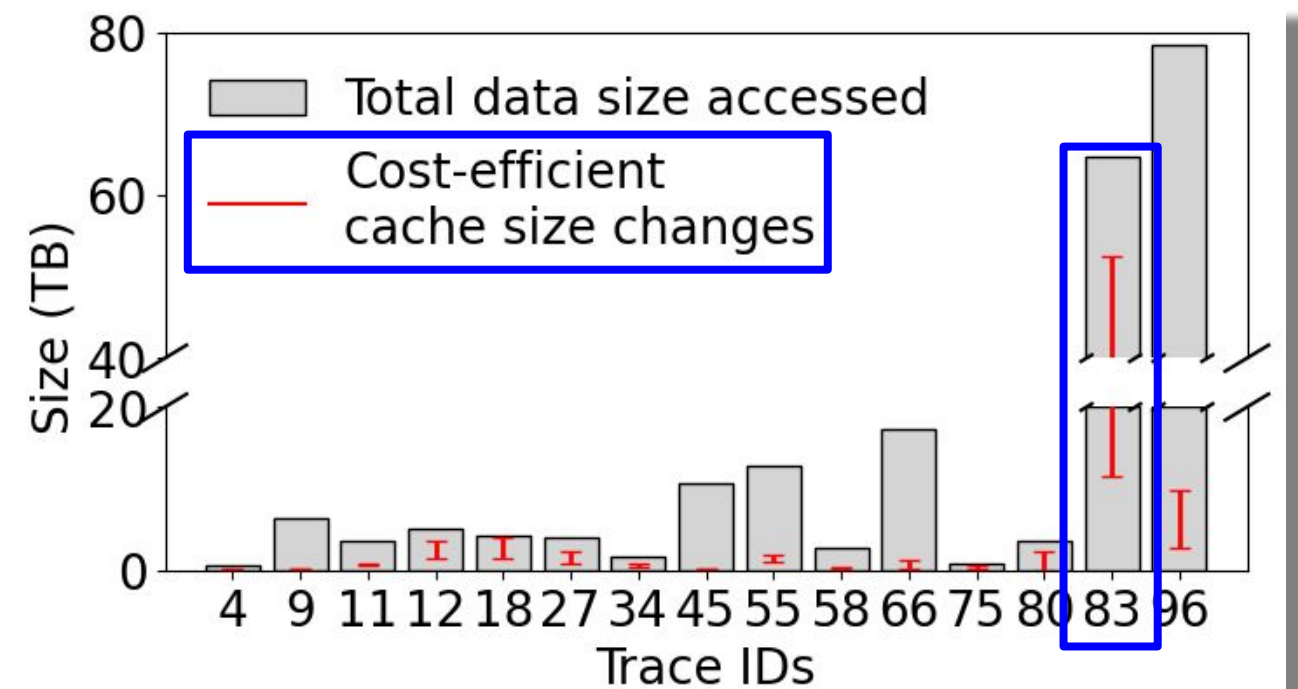 80
Total data size accessed
Cost-efficient
cache size changes
60
Size (TB)
40
20
0
4 9 11 12 18 27 34 45 55 58 66 75 80 83 96
Trace IDs